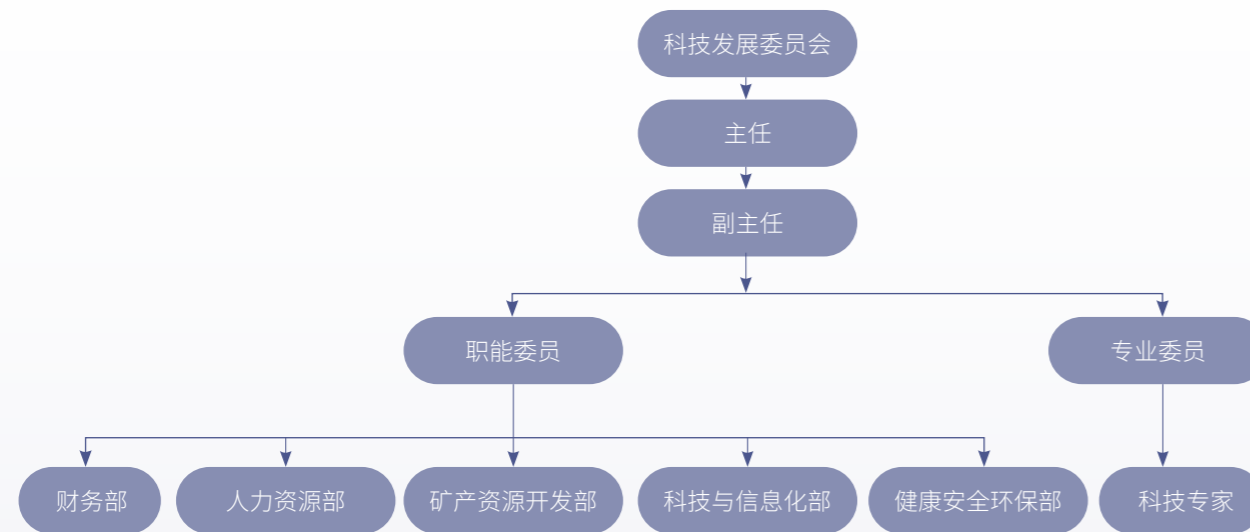 科技发展委员会
主任
副主任
职能委员
专业委员
财务部
人力资源部
矿产资源开发部
科技与信息化部
健康安全环保部
科技专家